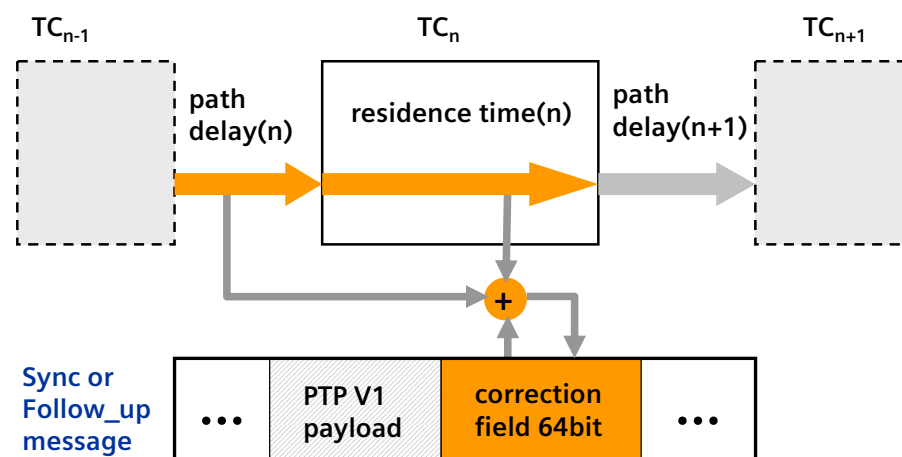 TCn-1
TCn
TCn+1
path
delay(n)
residence time(n)
path
delay(n+1)
+
Sync or
Follow_up
message
•••
PTP V1
payload
correction
field 64bit
•••